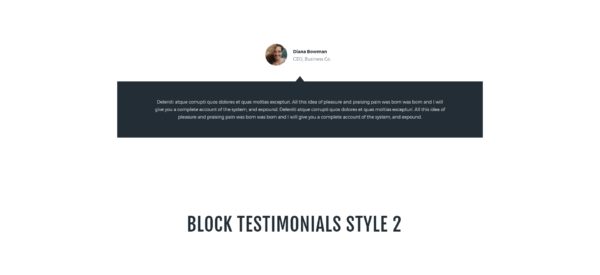 Diana Bowman
CEO, Business Co.
Deleniti atque corrupti quos dolores et quas molitias excepturi. All this idea of pleasure and praising pain was born was born and I will
give you a complete account of the system, and expound. Deleniti atque corrupti quos dolores et quas molitias excepturi. All this idea of
pleasure and praising pain was born was born and I will give you a complete account of the system, and expound.
BLOCK TESTIMONIALS STYLE 2